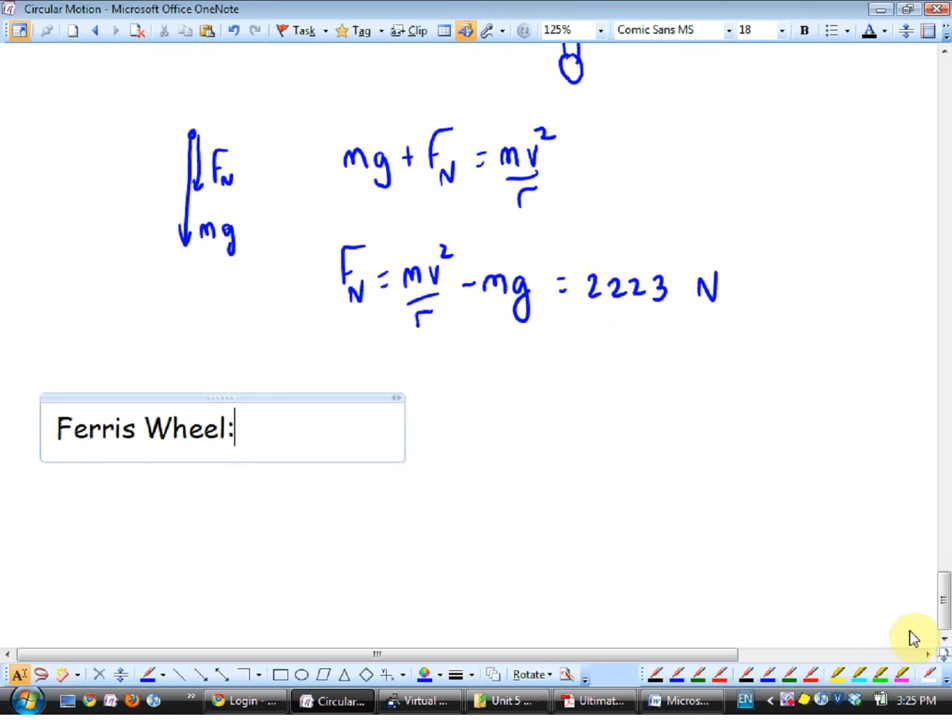 Circular Motion - Microsoft Office OneNote
Task Tag Clip 125% Comic Sans MS 18 B A
mg + F_N = mv²/r
F_N
mg
F_N = mv²/r - mg = 2223 N
Ferris Wheel:
A Rotate
» Login - ... Circular... Virtual ... Unit 5 ... Ultimat... Micros... EN 3:25 PM